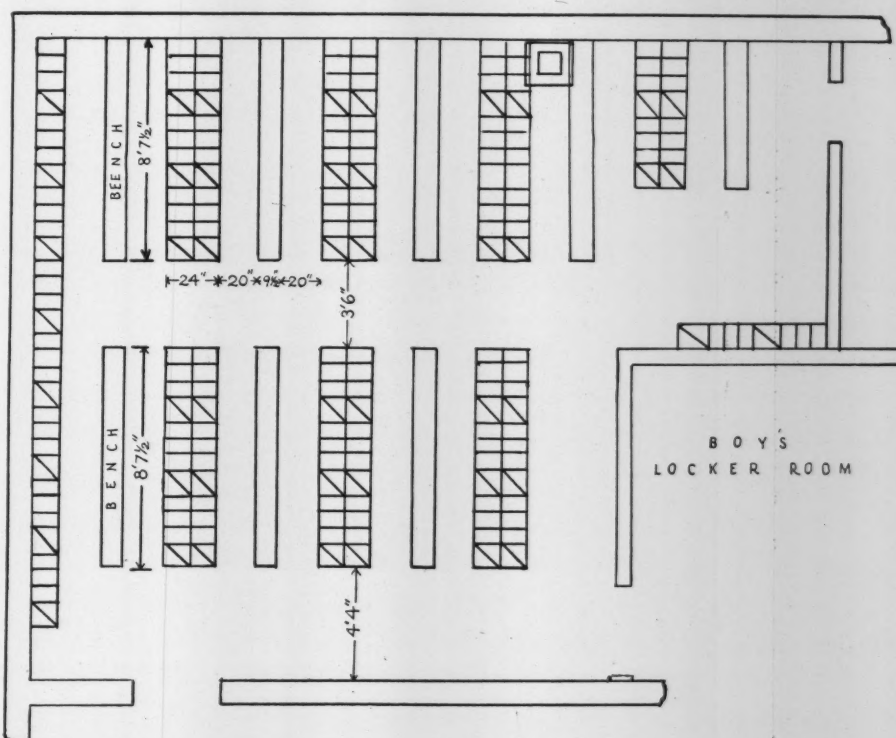 BEENCH
8'7½"
24" 20" 9½" 20"
3'6"
BENCH
8'7½"
BOY'S
LOCKER ROOM
4'4"